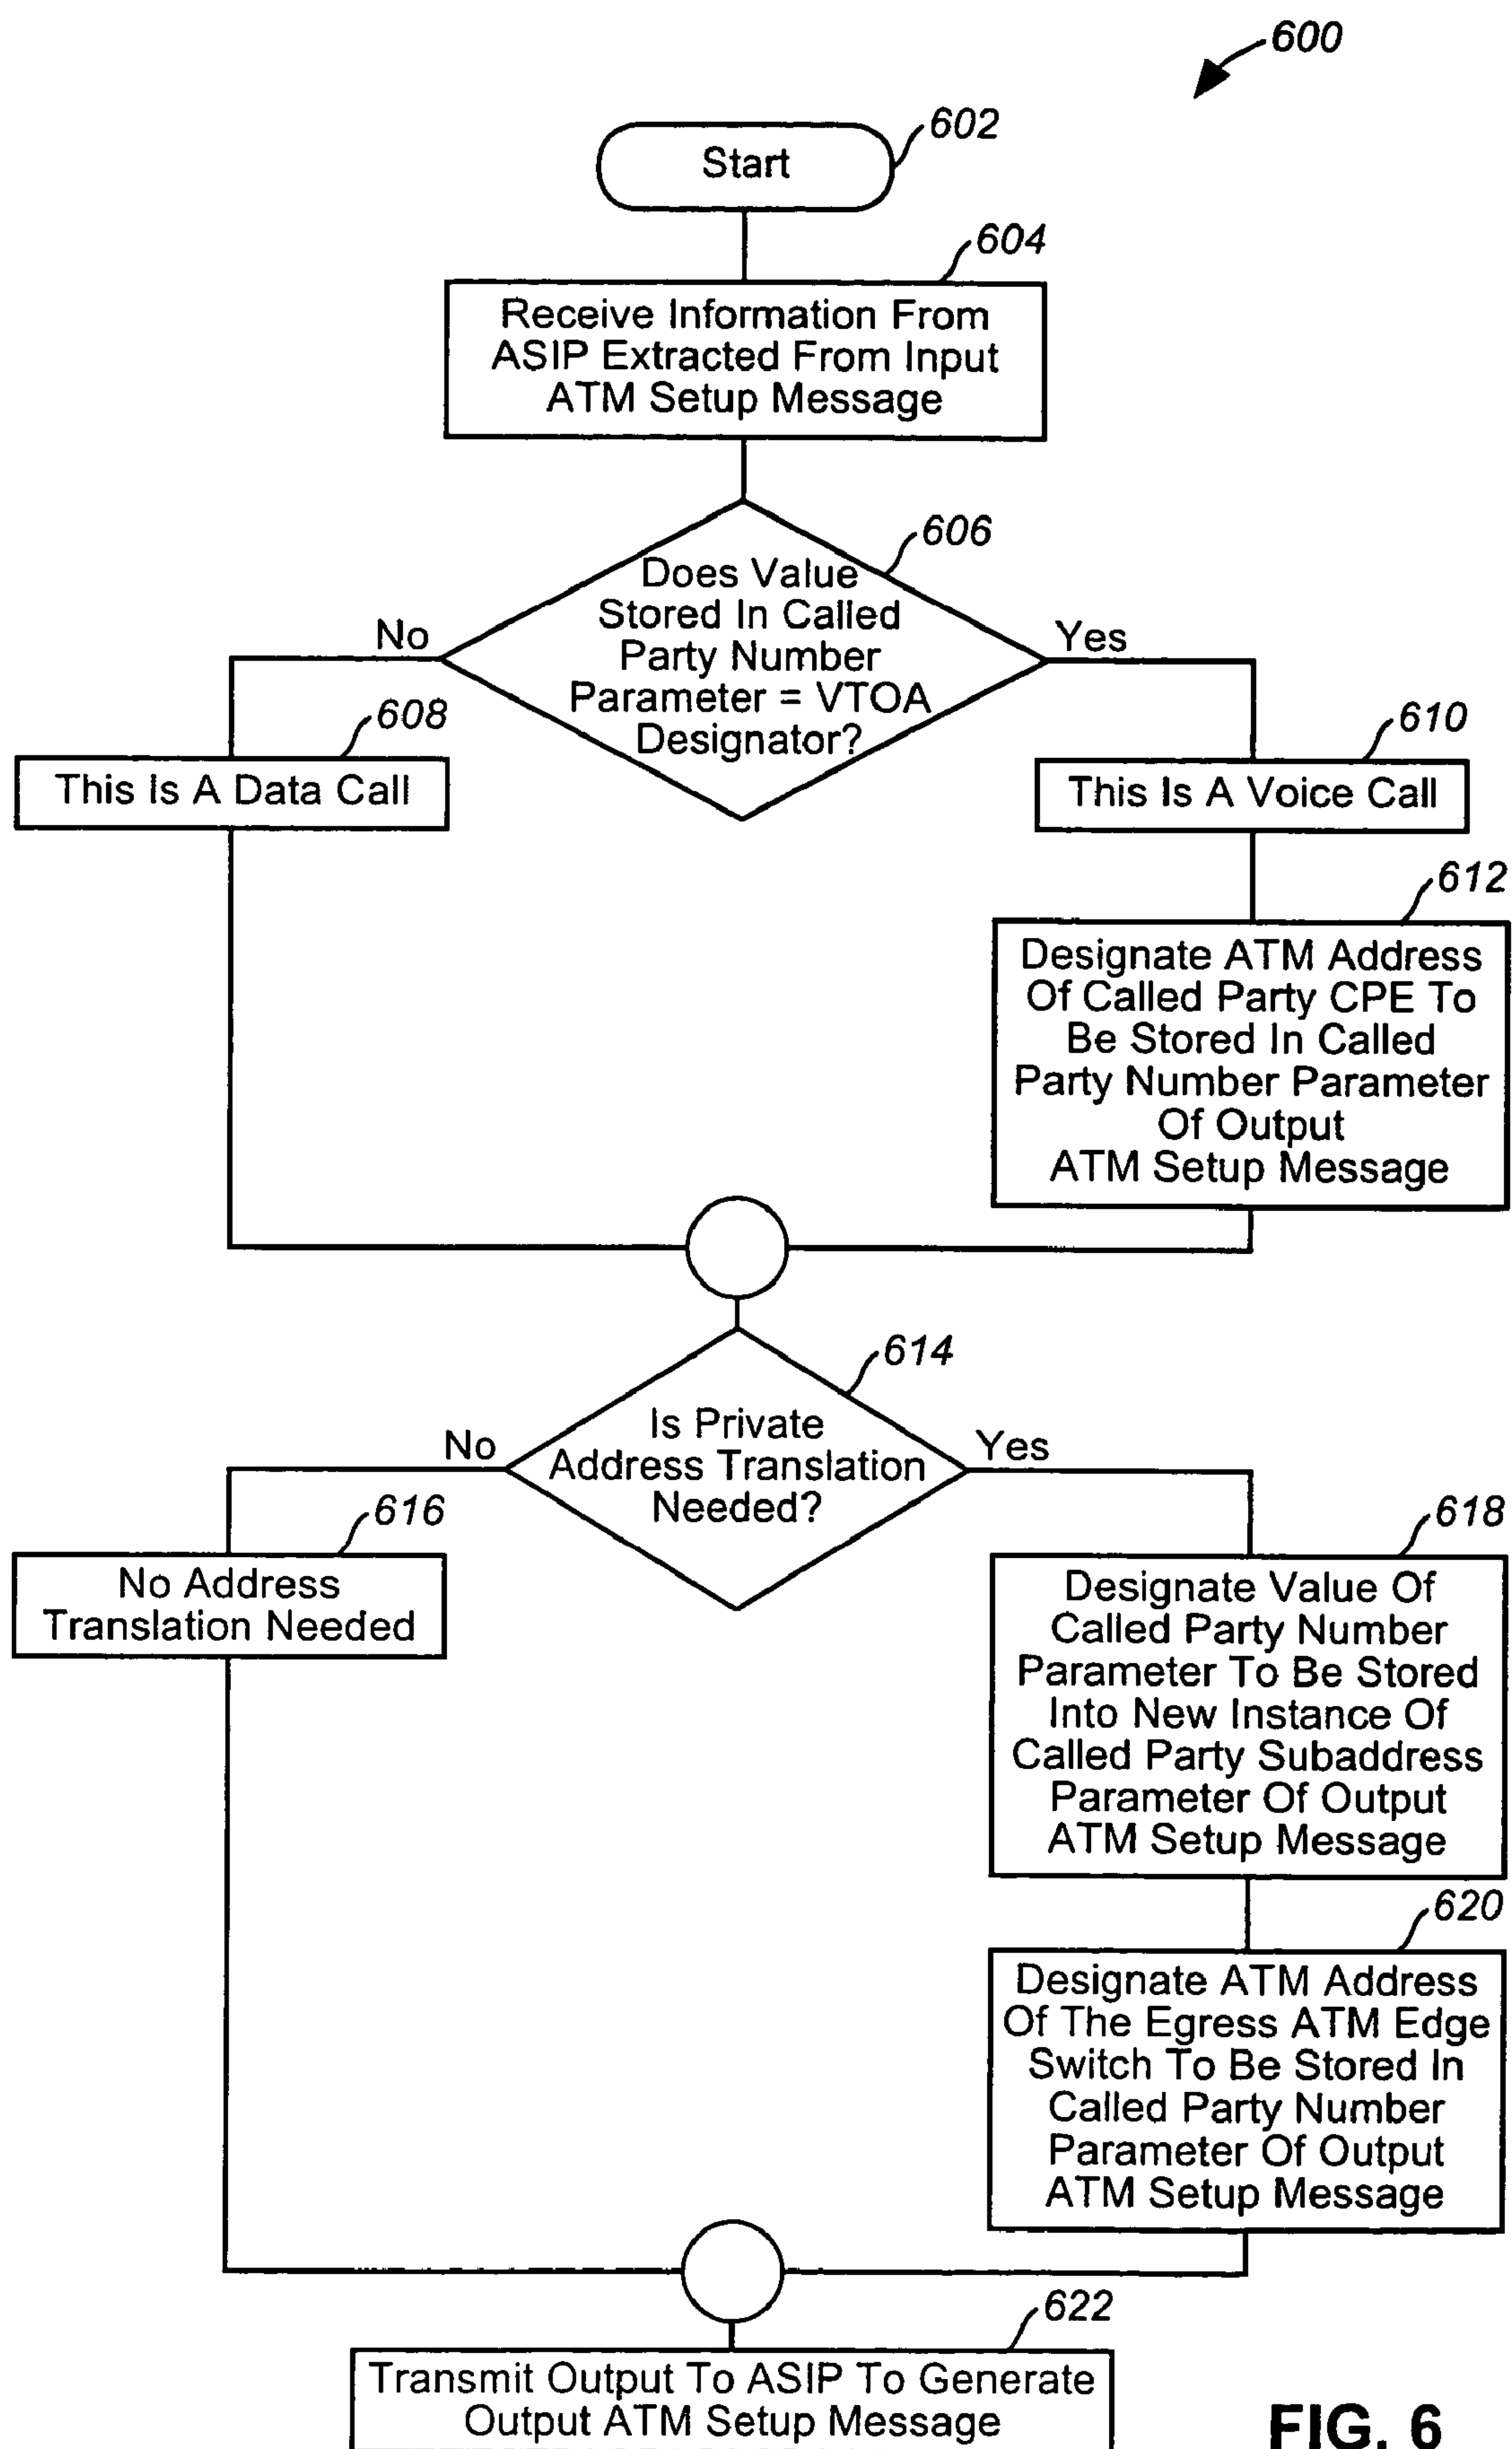 600
602
Start
604
Receive Information From
ASIP Extracted From Input
ATM Setup Message
606
Does Value
Stored In Called
Party Number
Parameter = VTOA
Designator?
No
Yes
608
This Is A Data Call
610
This Is A Voice Call
612
Designate ATM Address
Of Called Party CPE To
Be Stored In Called
Party Number Parameter
Of Output
ATM Setup Message
614
Is Private
Address Translation
Needed?
No
Yes
616
No Address
Translation Needed
618
Designate Value Of
Called Party Number
Parameter To Be Stored
Into New Instance Of
Called Party Subaddress
Parameter Of Output
ATM Setup Message
620
Designate ATM Address
Of The Egress ATM Edge
Switch To Be Stored In
Called Party Number
Parameter Of Output
ATM Setup Message
622
Transmit Output To ASIP To Generate
Output ATM Setup Message
FIG. 6